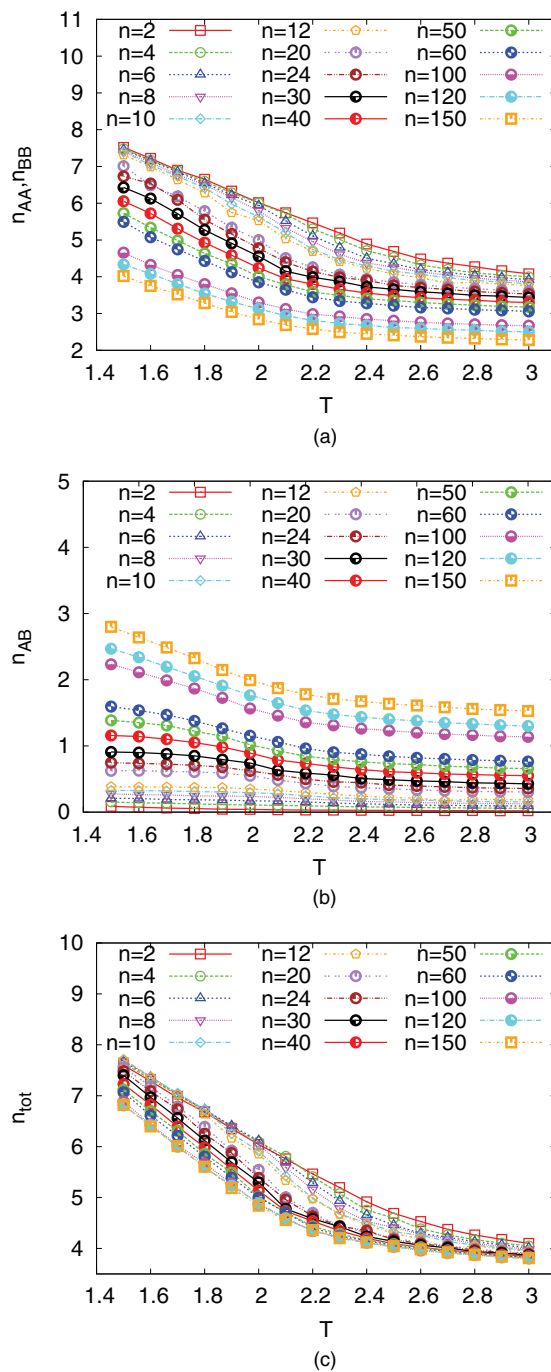 11
10
9
8
7
6
5
4
3
2
n_AA,n_BB
n=2 n=12 n=50
n=4 n=20 n=60
n=6 n=24 n=100
n=8 n=30 n=120
n=10 n=40 n=150
1.4 1.6 1.8 2 2.2 2.4 2.6 2.8 3
T
(a)
5
4
3
2
1
0
n_AB
n=2 n=12 n=50
n=4 n=20 n=60
n=6 n=24 n=100
n=8 n=30 n=120
n=10 n=40 n=150
1.4 1.6 1.8 2 2.2 2.4 2.6 2.8 3
T
(b)
10
9
8
7
6
5
4
n_tot
n=2 n=12 n=50
n=4 n=20 n=60
n=6 n=24 n=100
n=8 n=30 n=120
n=10 n=40 n=150
1.4 1.6 1.8 2 2.2 2.4 2.6 2.8 3
T
(c)